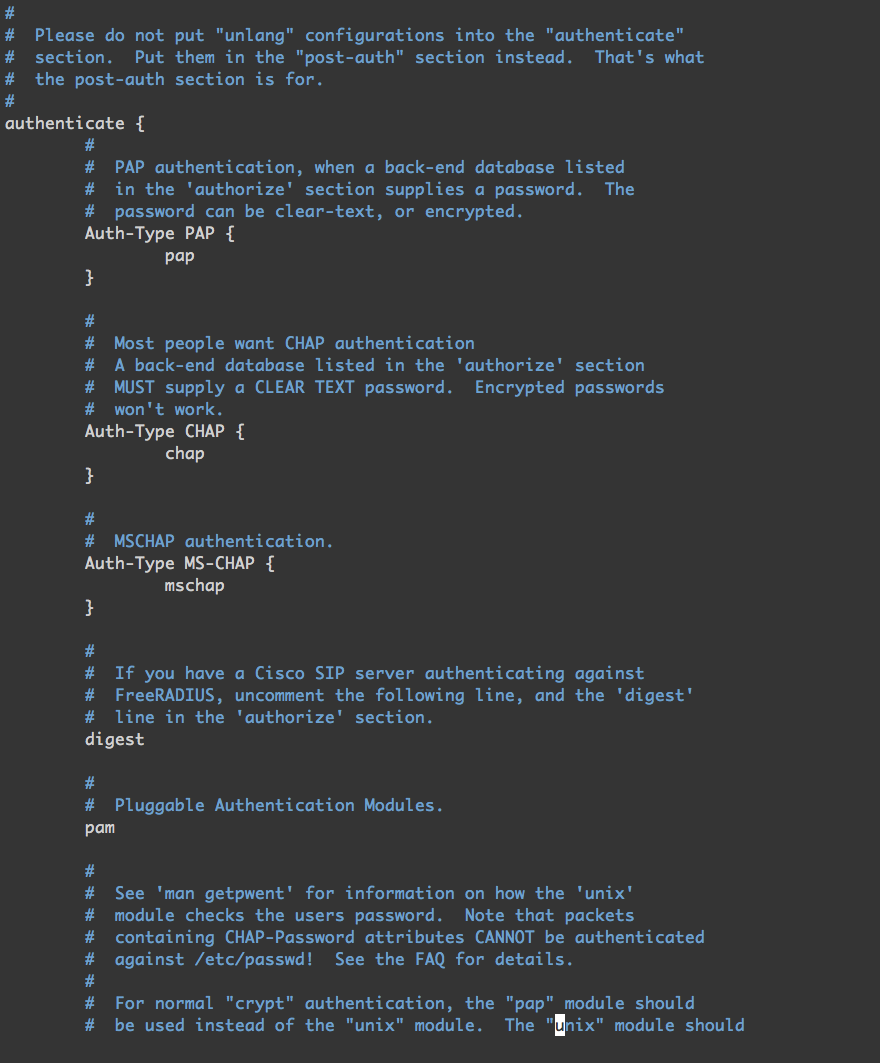 #
#  Please do not put "unlang" configurations into the "authenticate"
#  section.  Put them in the "post-auth" section instead.  That's what
#  the post-auth section is for.
#
authenticate {
        #
        #  PAP authentication, when a back-end database listed
        #  in the 'authorize' section supplies a password.  The
        #  password can be clear-text, or encrypted.
        Auth-Type PAP {
                pap
        }

        #
        #  Most people want CHAP authentication
        #  A back-end database listed in the 'authorize' section
        #  MUST supply a CLEAR TEXT password.  Encrypted passwords
        #  won't work.
        Auth-Type CHAP {
                chap
        }

        #
        #  MSCHAP authentication.
        Auth-Type MS-CHAP {
                mschap
        }

        #
        #  If you have a Cisco SIP server authenticating against
        #  FreeRADIUS, uncomment the following line, and the 'digest'
        #  line in the 'authorize' section.
        digest

        #
        #  Pluggable Authentication Modules.
        pam

        #
        #  See 'man getpwent' for information on how the 'unix'
        #  module checks the users password.  Note that packets
        #  containing CHAP-Password attributes CANNOT be authenticated
        #  against /etc/passwd!  See the FAQ for details.
        #
        #  For normal "crypt" authentication, the "pap" module should
        #  be used instead of the "unix" module.  The "unix" module should